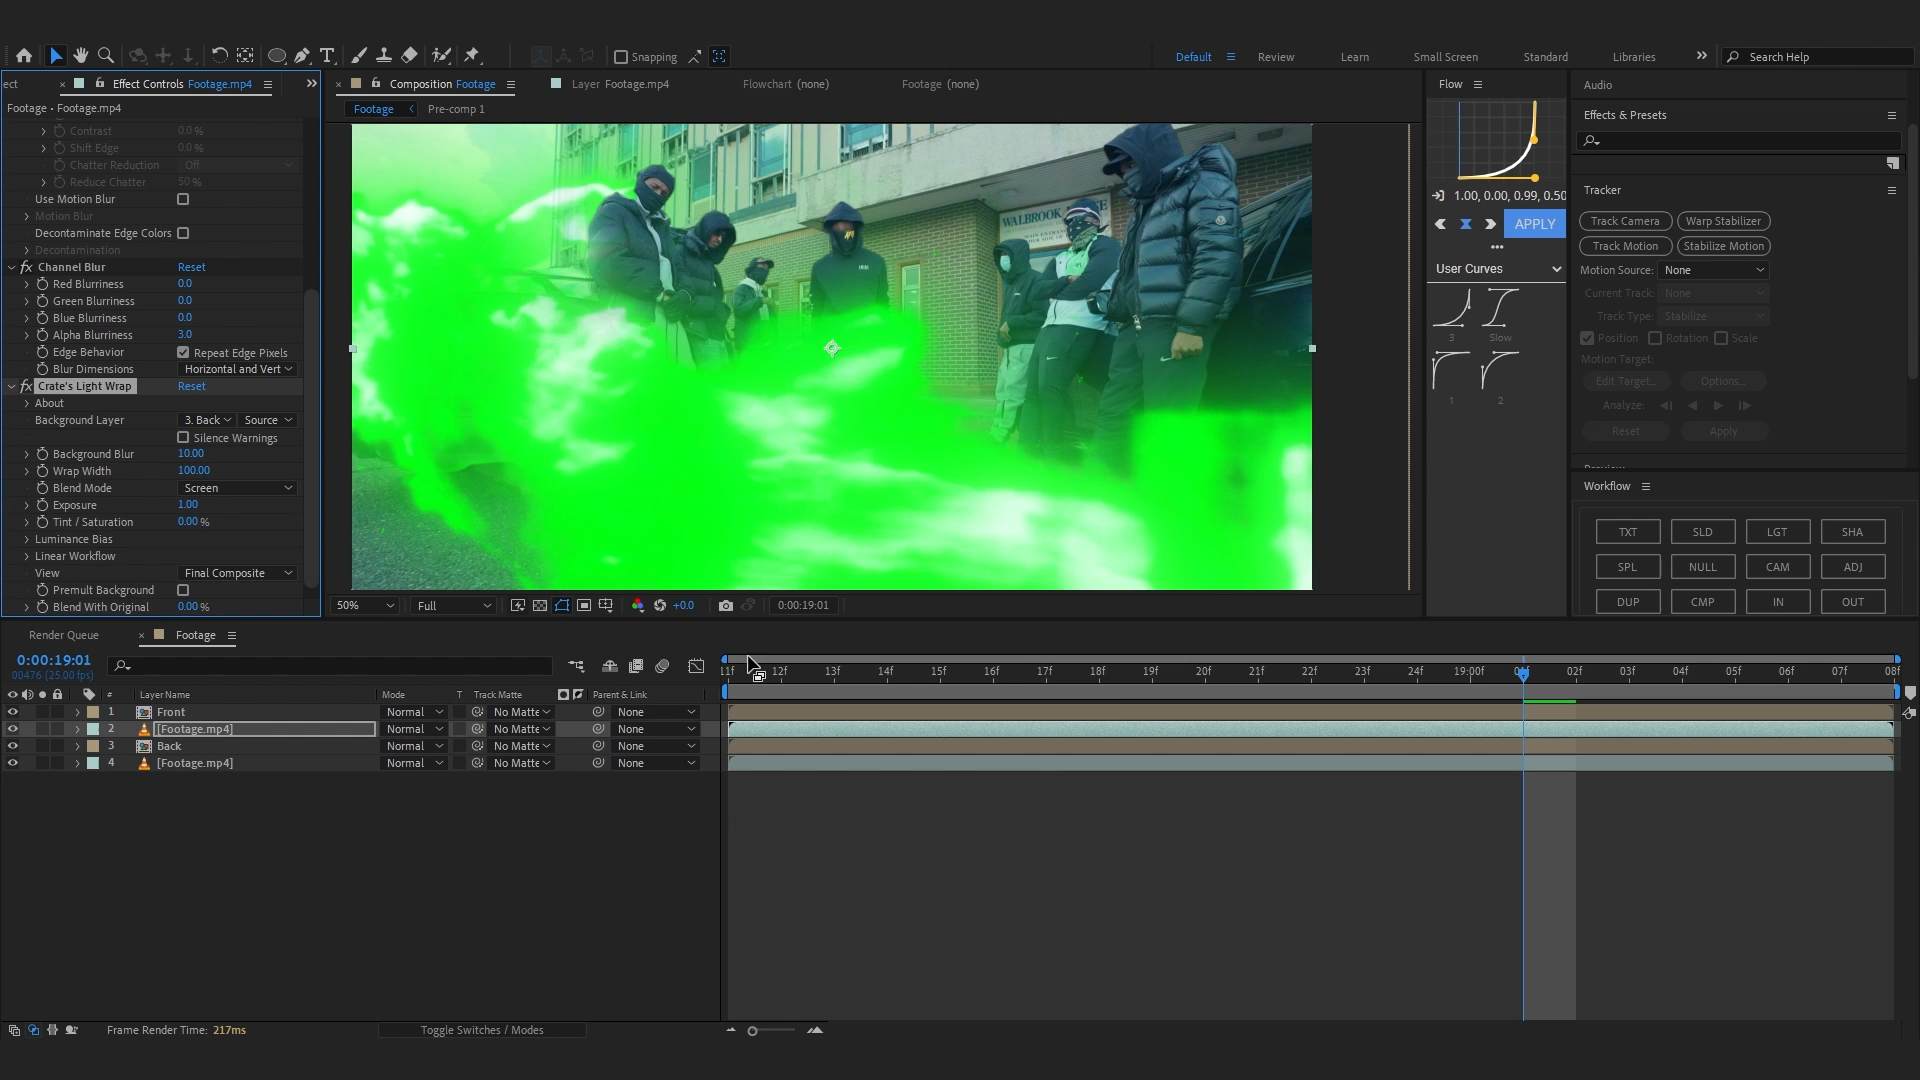 Snapping
Default
Review
Learn
Small Screen
Standard
Libraries
Search Help
ect
Effect Controls Footage.mp4
Footage • Footage.mp4
Contrast 0.0 %
Shift Edge 0.0 %
Chatter Reduction Off
Reduce Chatter 50 %
Use Motion Blur
Motion Blur
Decontaminate Edge Colors
Decontamination
fx Channel Blur Reset
Red Blurriness 0.0
Green Blurriness 0.0
Blue Blurriness 0.0
Alpha Blurriness 3.0
Edge Behavior Repeat Edge Pixels
Blur Dimensions Horizontal and Vert
fx Crate's Light Wrap Reset
About
Background Layer 3. Back Source
Silence Warnings
Background Blur 10.00
Wrap Width 100.00
Blend Mode Screen
Exposure 1.00
Tint / Saturation 0.00 %
Luminance Bias
Linear Workflow
View Final Composite
Premult Background
Blend With Original 0.00 %
Composition Footage
Layer Footage.mp4
Flowchart (none)
Footage (none)
Footage Pre-comp 1
WALBROOK
MAIN ENTRANCE
50% Full +0.0 0:00:19:01
Flow
1.00, 0.00, 0.99, 0.50
APPLY
User Curves
3 Slow
1 2
Audio
Effects & Presets
Tracker
Track Camera Warp Stabilizer
Track Motion Stabilize Motion
Motion Source: None
Current Track: None
Track Type: Stabilize
Position Rotation Scale
Motion Target:
Edit Target... Options...
Analyze:
Reset Apply
Workflow
TXT SLD LGT SHA
SPL NULL CAM ADJ
DUP CMP IN OUT
Render Queue
Footage
0:00:19:01
00476 (25.00 fps)
11f 12f 13f 14f 15f 16f 17f 18f 19f 20f 21f 22f 23f 24f 19:00f 01f 02f 03f 04f 05f 06f 07f 08f
# Layer Name Mode T Track Matte Parent & Link
1 Front Normal No Matte None
2 [Footage.mp4] Normal No Matte None
3 Back Normal No Matte None
4 [Footage.mp4] Normal No Matte None
Frame Render Time: 217ms
Toggle Switches / Modes